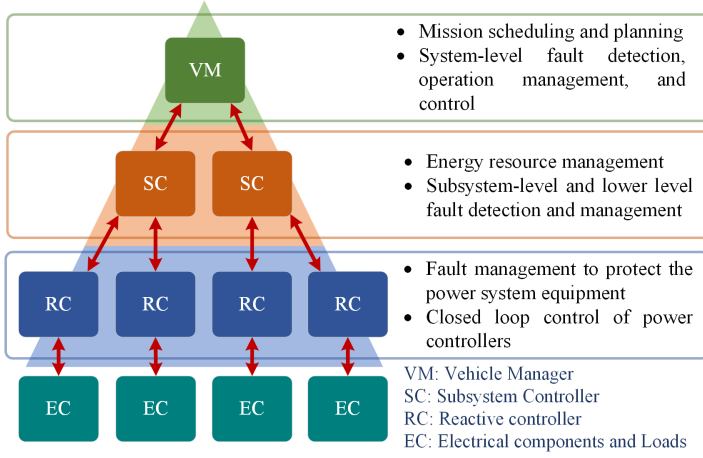 VM
• Mission scheduling and planning
• System-level fault detection,
operation management, and
control
SC SC
• Energy resource management
• Subsystem-level and lower level
fault detection and management
RC RC RC RC
• Fault management to protect the
power system equipment
• Closed loop control of power
controllers
EC EC EC EC
VM: Vehicle Manager
SC: Subsystem Controller
RC: Reactive controller
EC: Electrical components and Loads